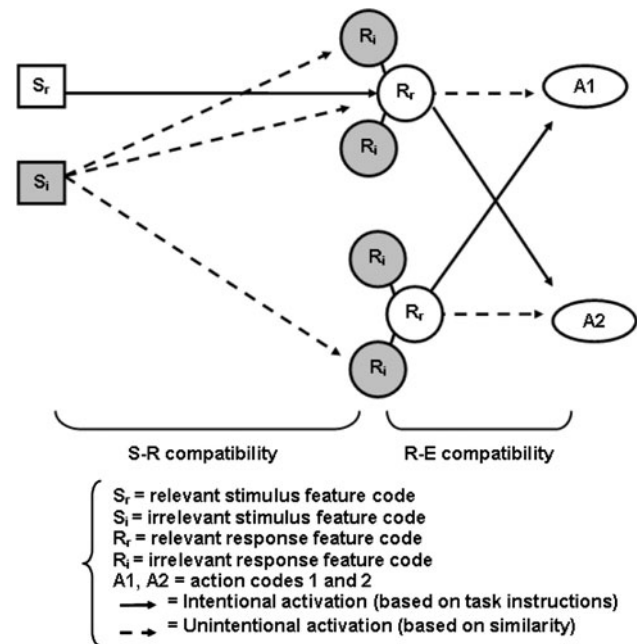 Rᵢ
Sᵣ Rᵣ A1
Rᵢ
Sᵢ
Rᵢ
Rᵣ A2
Rᵢ
S-R compatibility R-E compatibility
Sᵣ = relevant stimulus feature code
Sᵢ = irrelevant stimulus feature code
Rᵣ = relevant response feature code
Rᵢ = irrelevant response feature code
A1, A2 = action codes 1 and 2
= Intentional activation (based on task instructions)
= Unintentional activation (based on similarity)